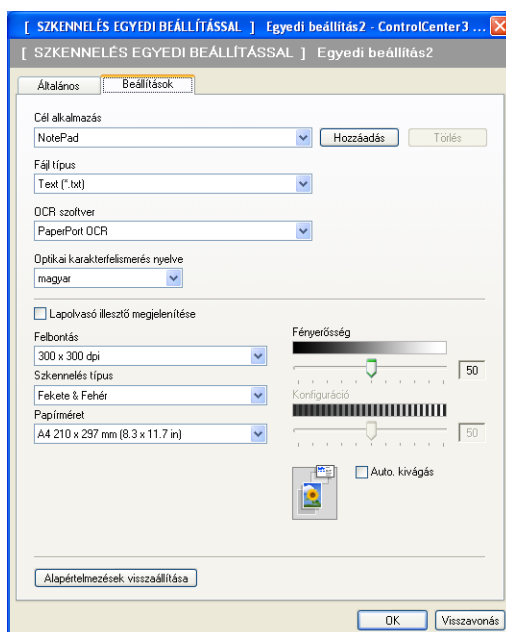 [ SZKENNELÉS EGYEDI BEÁLLÍTÁSSAL ] Egyedi beállítás2 - ControlCenter3 ...
[ SZKENNELÉS EGYEDI BEÁLLÍTÁSSAL ] Egyedi beállítás2
Általános Beállítások
Cél alkalmazás
NotePad Hozzáadás Törlés
Fájl típus
Text (*.txt)
OCR szoftver
PaperPort OCR
Optikai karakterfelismerés nyelve
magyar
Lapolvasó illesztő megjelenítése
Felbontás Fényerősség
300 x 300 dpi
50
Szkennelés típus
Fekete & Fehér Konfiguráció
Papírméret
A4 210 x 297 mm (8.3 x 11.7 in) 50
Auto. kivágás
Alapértelmezések visszaállítása
OK Visszavonás